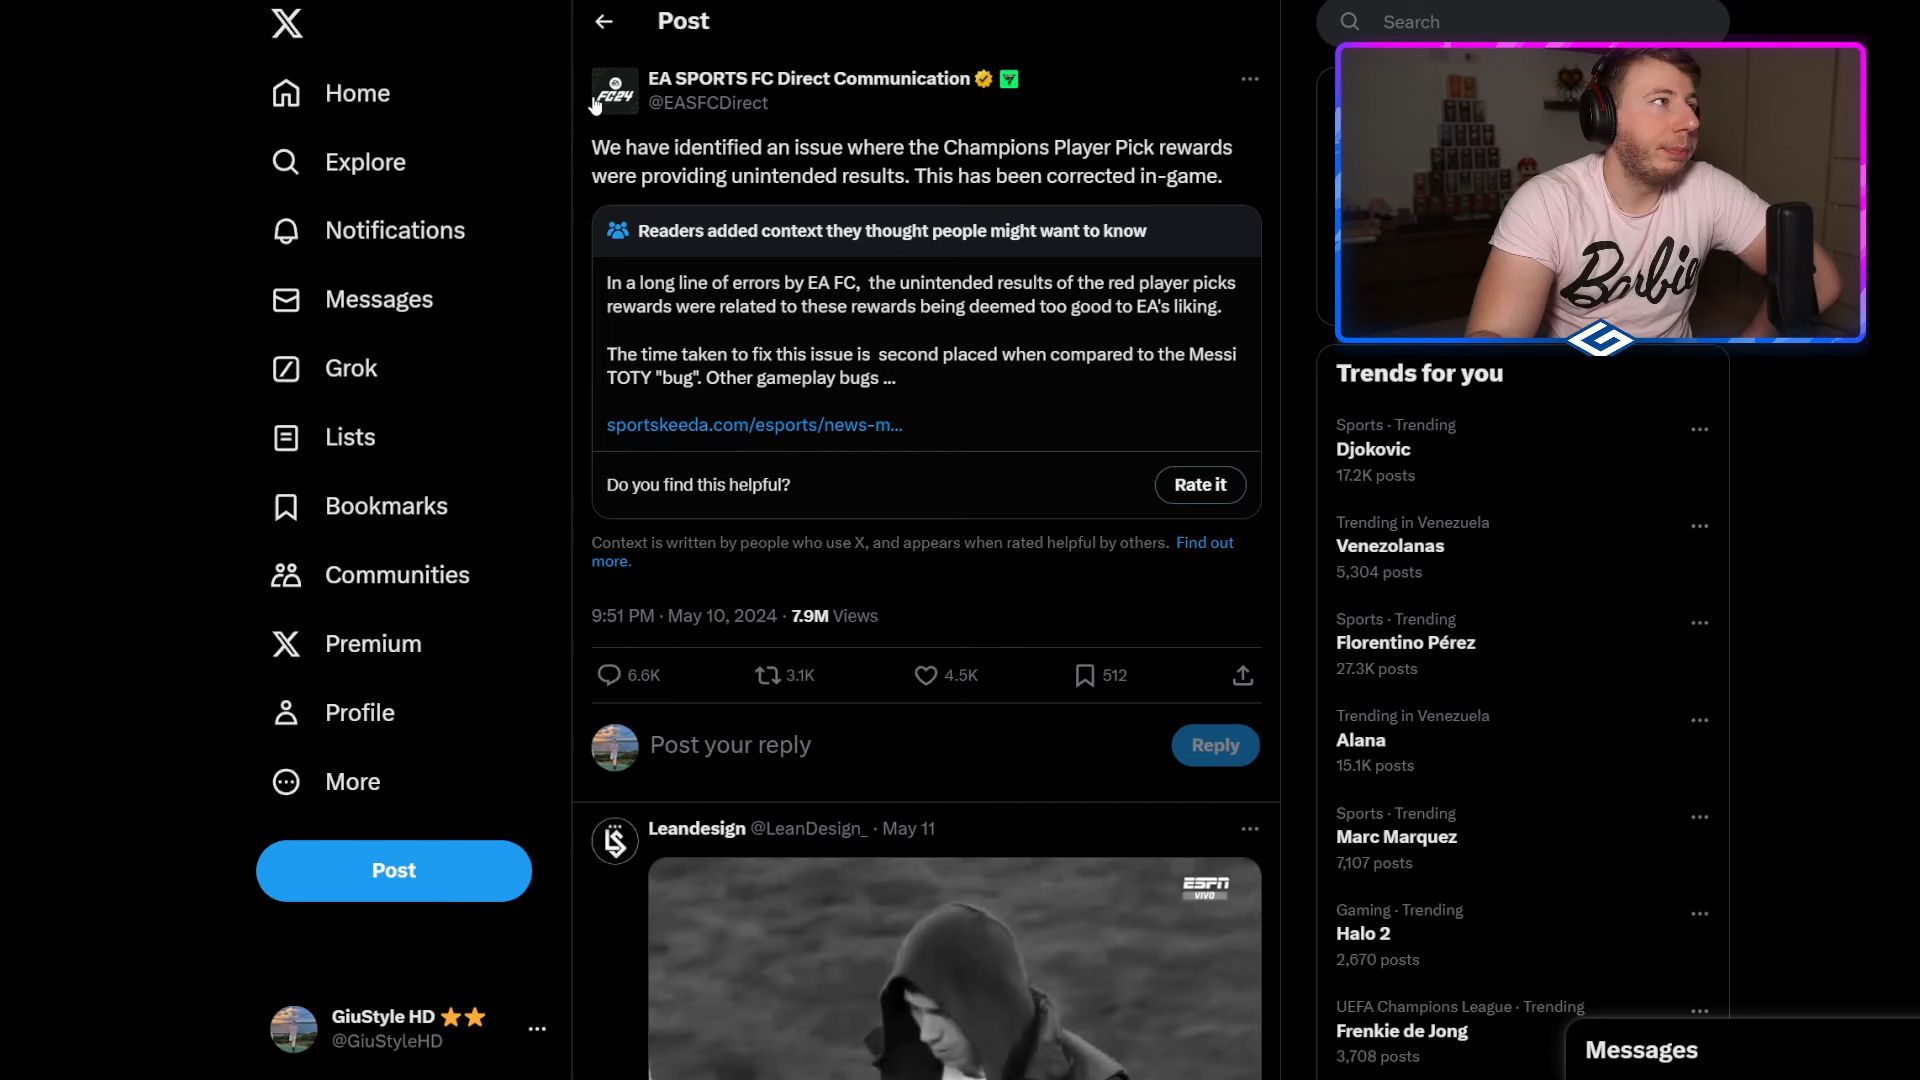 Post
Search
Home
Explore
Notifications
Messages
Grok
Lists
Bookmarks
Communities
Premium
Profile
More
Post
GiuStyle HD
@GiuStyleHD
EA SPORTS FC Direct Communication
@EASFCDirect
FC24
We have identified an issue where the Champions Player Pick rewards
were providing unintended results. This has been corrected in-game.
Readers added context they thought people might want to know
In a long line of errors by EA FC,  the unintended results of the red player picks
rewards were related to these rewards being deemed too good to EA's liking.
The time taken to fix this issue is  second placed when compared to the Messi
TOTY "bug". Other gameplay bugs ...
sportskeeda.com/esports/news-m...
Do you find this helpful?
Rate it
Context is written by people who use X, and appears when rated helpful by others. Find out
more.
9:51 PM · May 10, 2024 · 7.9M Views
6.6K
3.1K
4.5K
512
Post your reply
Reply
Leandesign @LeanDesign_ · May 11
ESPN
VIVO
Barbie
Trends for you
Sports · Trending
Djokovic
17.2K posts
Trending in Venezuela
Venezolanas
5,304 posts
Sports · Trending
Florentino Pérez
27.3K posts
Trending in Venezuela
Alana
15.1K posts
Sports · Trending
Marc Marquez
7,107 posts
Gaming · Trending
Halo 2
2,670 posts
UEFA Champions League · Trending
Frenkie de Jong
3,708 posts
Messages